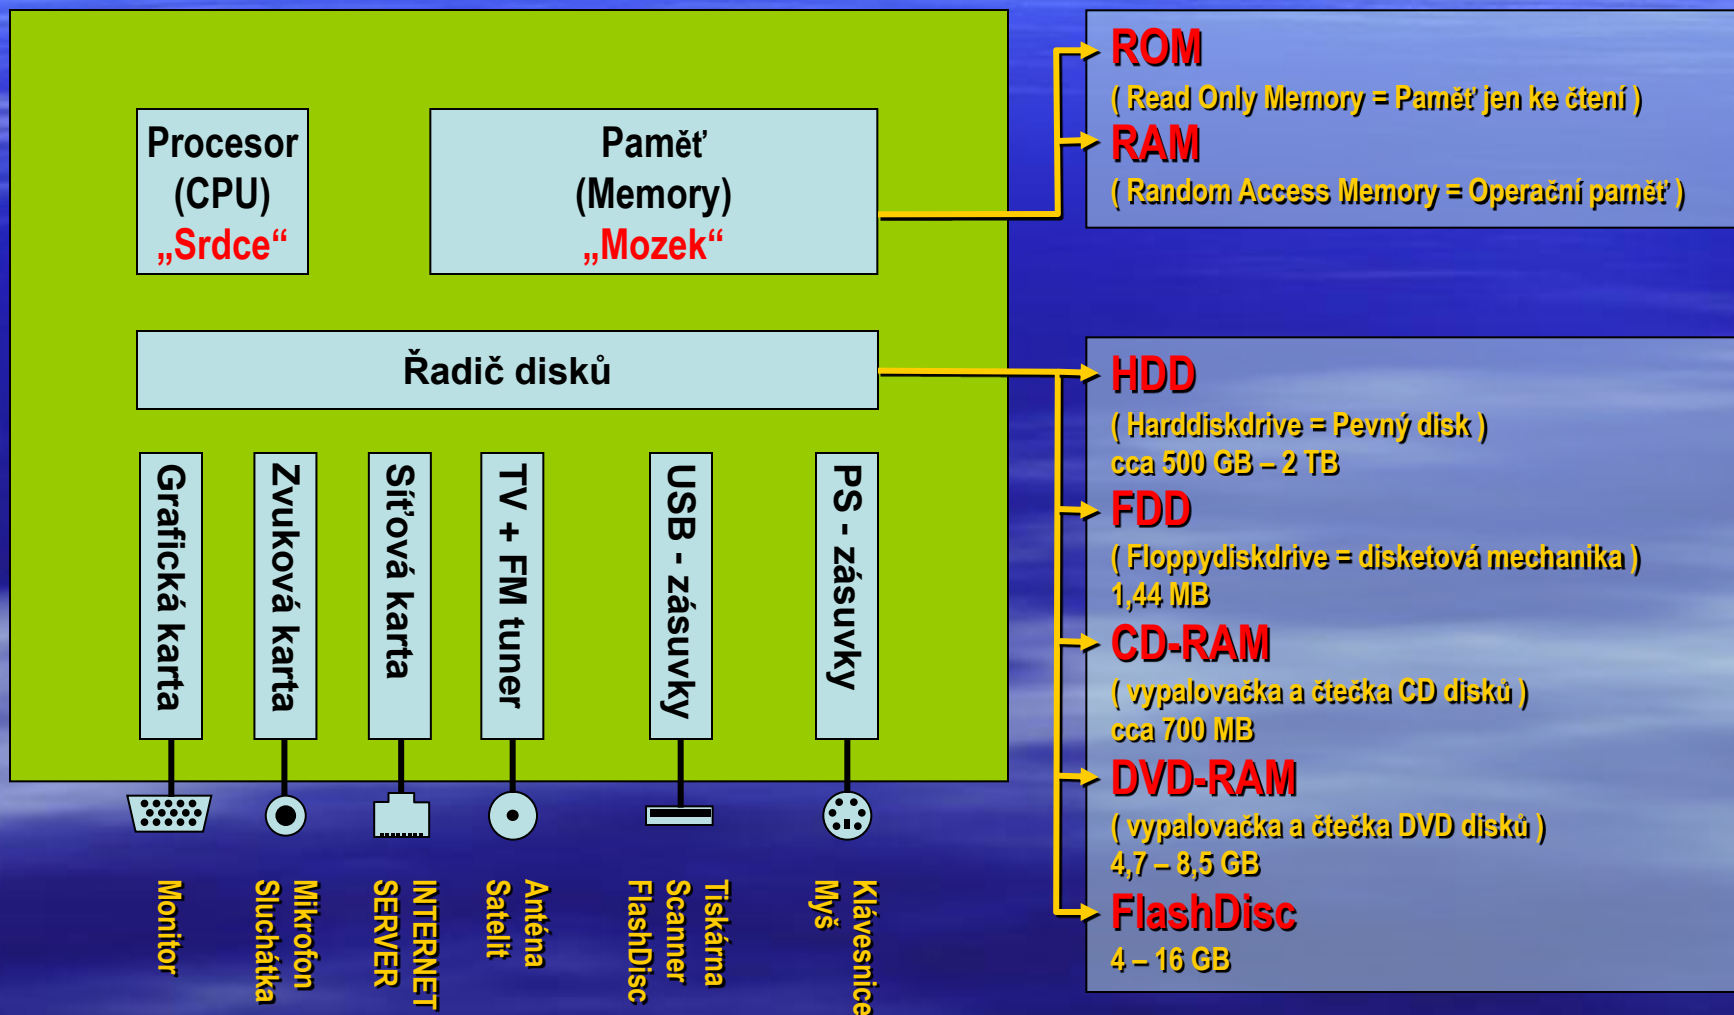 Procesor
(CPU)
„Srdce“
Paměť
(Memory)
„Mozek“
Řadič disků
Grafická karta
Zvuková karta
Síťová karta
TV + FM tuner
USB - zásuvky
PS - zásuvky
Monitor
Mikrofon
Sluchátka
INTERNET
SERVER
Anténa
Satelit
Tiskárna
Scanner
FlashDisc
Klávesnice
Myš
ROM
( Read Only Memory = Paměť jen ke čtení )
RAM
( Random Access Memory = Operační paměť )
HDD
( Harddiskdrive = Pevný disk )
cca 500 GB – 2 TB
FDD
( Floppydiskdrive = disketová mechanika )
1,44 MB
CD-RAM
( vypalovačka a čtečka CD disků )
cca 700 MB
DVD-RAM
( vypalovačka a čtečka DVD disků )
4,7 – 8,5 GB
FlashDisc
4 – 16 GB